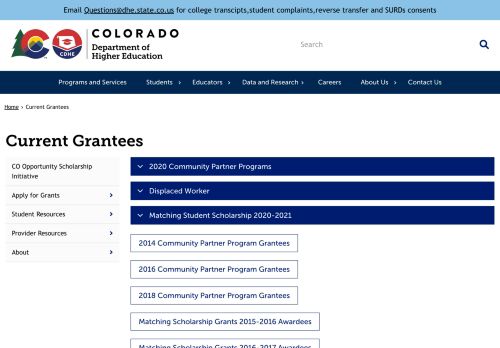 Email Questions@dhe.state.co.us for college transcipts,student complaints,reverse transfer and SURDs consents
COLORADO
Department of
Higher Education
CO
CDHE
Search
Programs and Services
Students
Educators
Data and Research
Careers
About Us
Contact Us
Home > Current Grantees
Current Grantees
CO Opportunity Scholarship
Initiative
Apply for Grants
Student Resources
Provider Resources
About
2020 Community Partner Programs
Displaced Worker
Matching Student Scholarship 2020-2021
2014 Community Partner Program Grantees
2016 Community Partner Program Grantees
2018 Community Partner Program Grantees
Matching Scholarship Grants 2015-2016 Awardees
Matching Scholarship Grants 2016-2017 Awardees